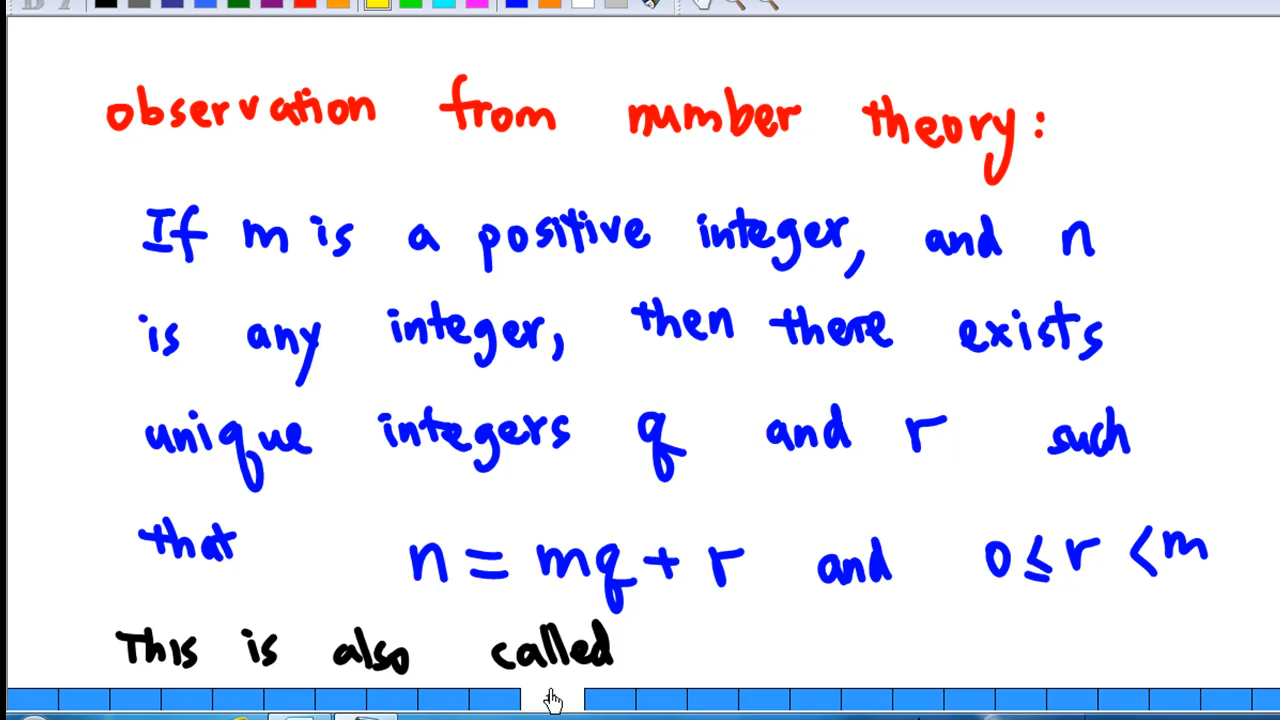 observation from number theory:
If m is a positive integer, and n
is any integer, then there exists
unique integers q and r such
that n = mq + r and 0 ≤ r < m
This is also called